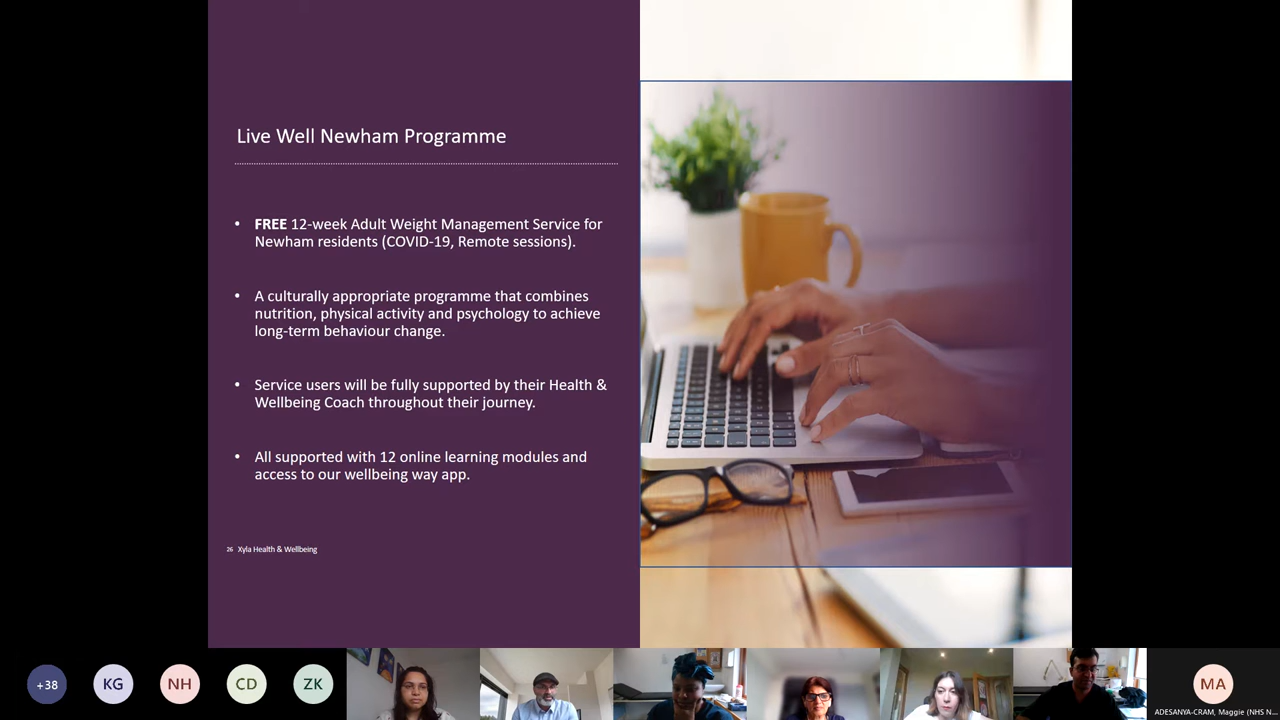 Live Well Newham Programme
• FREE 12-week Adult Weight Management Service for
Newham residents (COVID-19, Remote sessions).
• A culturally appropriate programme that combines
nutrition, physical activity and psychology to achieve
long-term behaviour change.
• Service users will be fully supported by their Health &
Wellbeing Coach throughout their journey.
• All supported with 12 online learning modules and
access to our wellbeing way app.
26 Xyla Health & Wellbeing
+38 KG NH CD ZK MA
ADESANYA-CRAM, Maggie (NHS N...